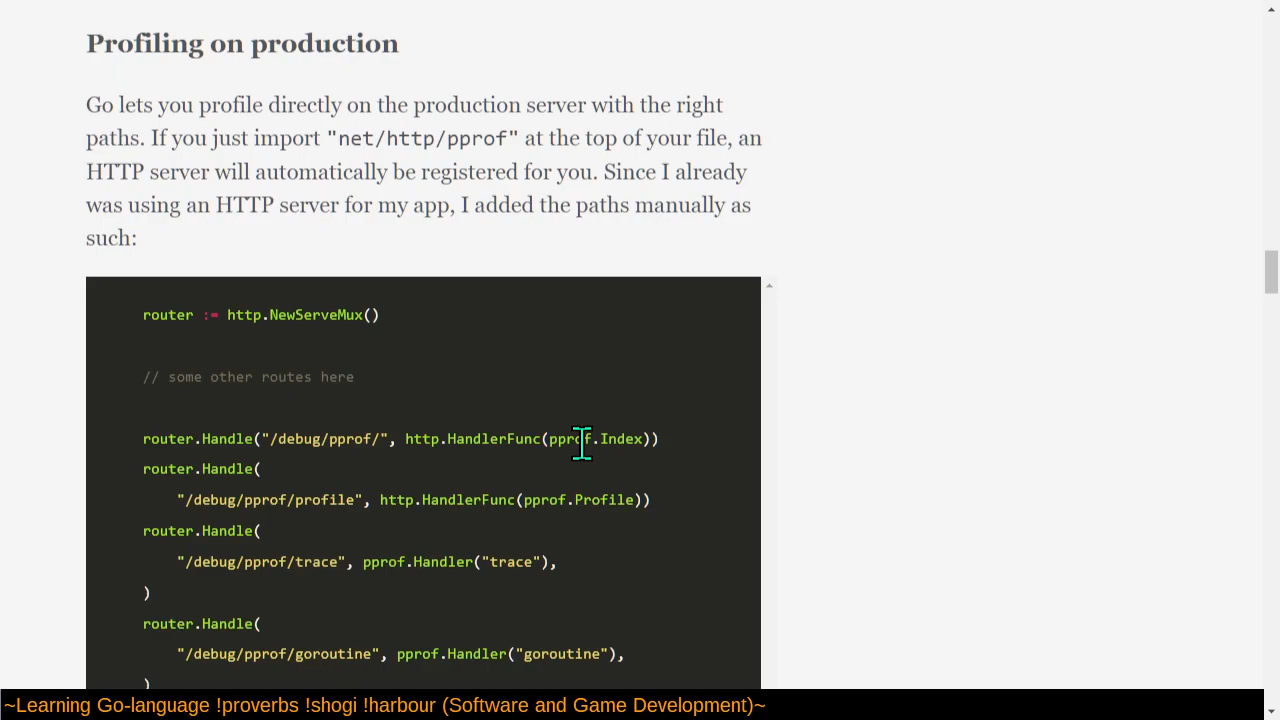 Profiling on production
Go lets you profile directly on the production server with the right
paths. If you just import "net/http/pprof" at the top of your file, an
HTTP server will automatically be registered for you. Since I already
was using an HTTP server for my app, I added the paths manually as
such:
router := http.NewServeMux()
// some other routes here
router.Handle("/debug/pprof/", http.HandlerFunc(pprof.Index))
router.Handle(
"/debug/pprof/profile", http.HandlerFunc(pprof.Profile))
router.Handle(
"/debug/pprof/trace", pprof.Handler("trace"),
)
router.Handle(
"/debug/pprof/goroutine", pprof.Handler("goroutine"),
)
~Learning Go-language !proverbs !shogi !harbour (Software and Game Development)~